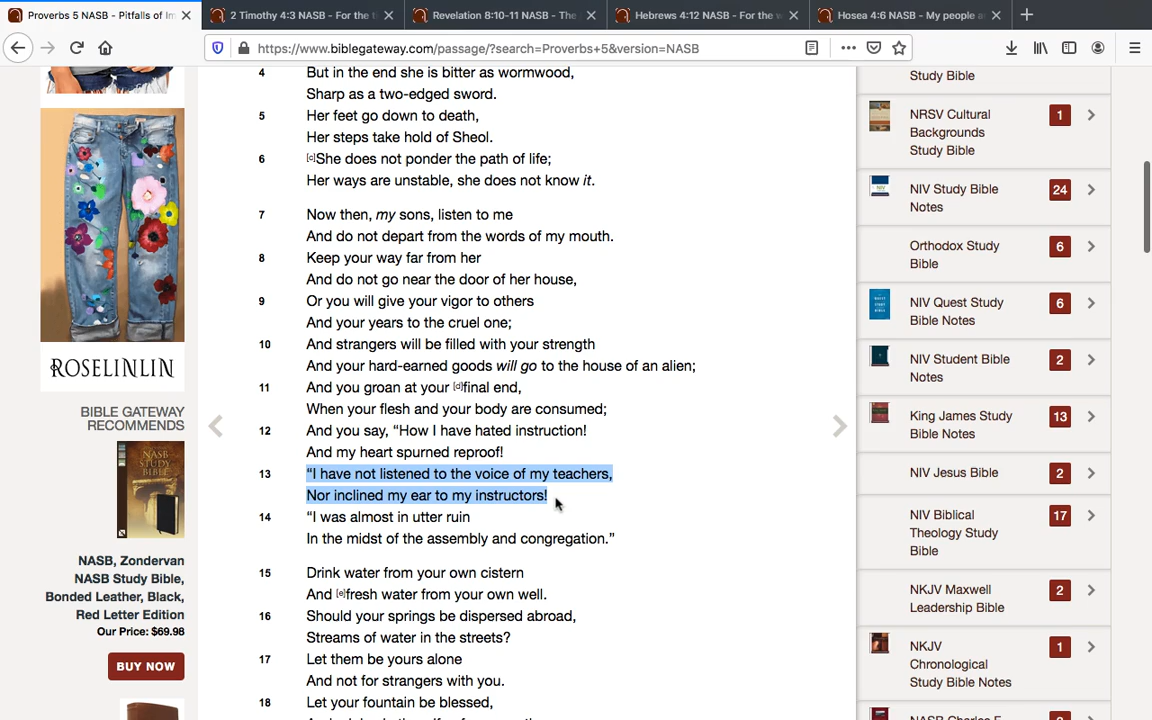 Proverbs 5 NASB - Pitfalls of Im
2 Timothy 4:3 NASB - For the t
Revelation 8:10-11 NASB - The
Hebrews 4:12 NASB - For the w
Hosea 4:6 NASB - My people a
https://www.biblegateway.com/passage/?search=Proverbs+5&version=NASB
ROSELINLIN
BIBLE GATEWAY
RECOMMENDS
NASB
STUDY
BIBLE
NASB, Zondervan
NASB Study Bible,
Bonded Leather, Black,
Red Letter Edition
Our Price: $69.98
BUY NOW
4 But in the end she is bitter as wormwood,
Sharp as a two-edged sword.
5 Her feet go down to death,
Her steps take hold of Sheol.
6 [c]She does not ponder the path of life;
Her ways are unstable, she does not know it.
7 Now then, my sons, listen to me
And do not depart from the words of my mouth.
8 Keep your way far from her
And do not go near the door of her house,
9 Or you will give your vigor to others
And your years to the cruel one;
10 And strangers will be filled with your strength
And your hard-earned goods will go to the house of an alien;
11 And you groan at your [d]final end,
When your flesh and your body are consumed;
12 And you say, “How I have hated instruction!
And my heart spurned reproof!
13 “I have not listened to the voice of my teachers,
Nor inclined my ear to my instructors!
14 “I was almost in utter ruin
In the midst of the assembly and congregation.”
15 Drink water from your own cistern
And [e]fresh water from your own well.
16 Should your springs be dispersed abroad,
Streams of water in the streets?
17 Let them be yours alone
And not for strangers with you.
18 Let your fountain be blessed,
Study Bible
NRSV Cultural
Backgrounds
Study Bible
1
NIV Study Bible
Notes
24
Orthodox Study
Bible
6
NIV Quest Study
Bible Notes
6
NIV Student Bible
Notes
2
King James Study
Bible Notes
13
NIV Jesus Bible
2
NIV Biblical
Theology Study
Bible
17
NKJV Maxwell
Leadership Bible
2
NKJV
Chronological
Study Bible Notes
1